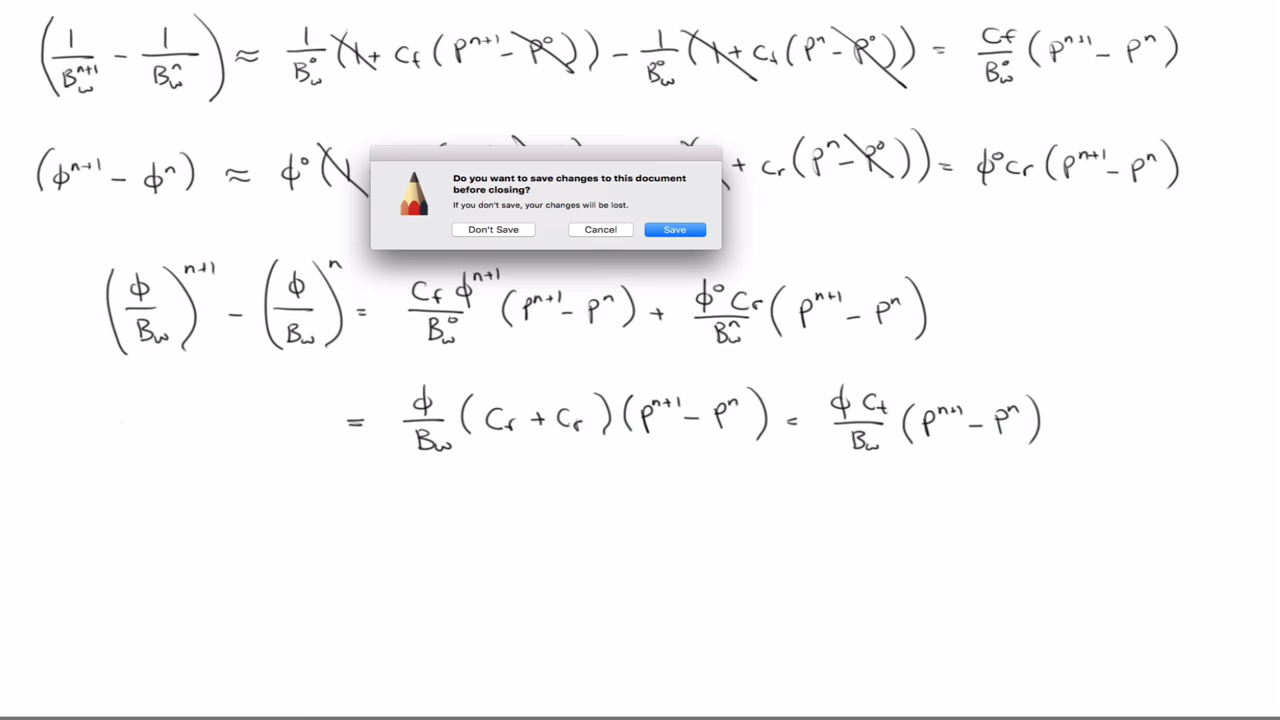 (1/B_w^{n+1} - 1/B_w^n) ≈ 1/B_w^o (1 + c_f (p^{n+1} - p^o)) - 1/B_w^o (1 + c_f (p^n - p^o)) = c_f/B_w^o (p^{n+1} - p^n)
(ϕ^{n+1} - ϕ^n) ≈ ϕ^o (1 + c_r (p^n - p^o)) = ϕ^o c_r (p^{n+1} - p^n)
Do you want to save changes to this document
before closing?
If you don't save, your changes will be lost.
Don't Save Cancel Save
(ϕ/B_w)^{n+1} - (ϕ/B_w)^n = c_f ϕ^{n+1}/B_w^o (p^{n+1} - p^n) + ϕ^o c_r/B_w^n (p^{n+1} - p^n)
= ϕ/B_w (c_f + c_r)(p^{n+1} - p^n) = ϕ c_t/B_w (p^{n+1} - p^n)